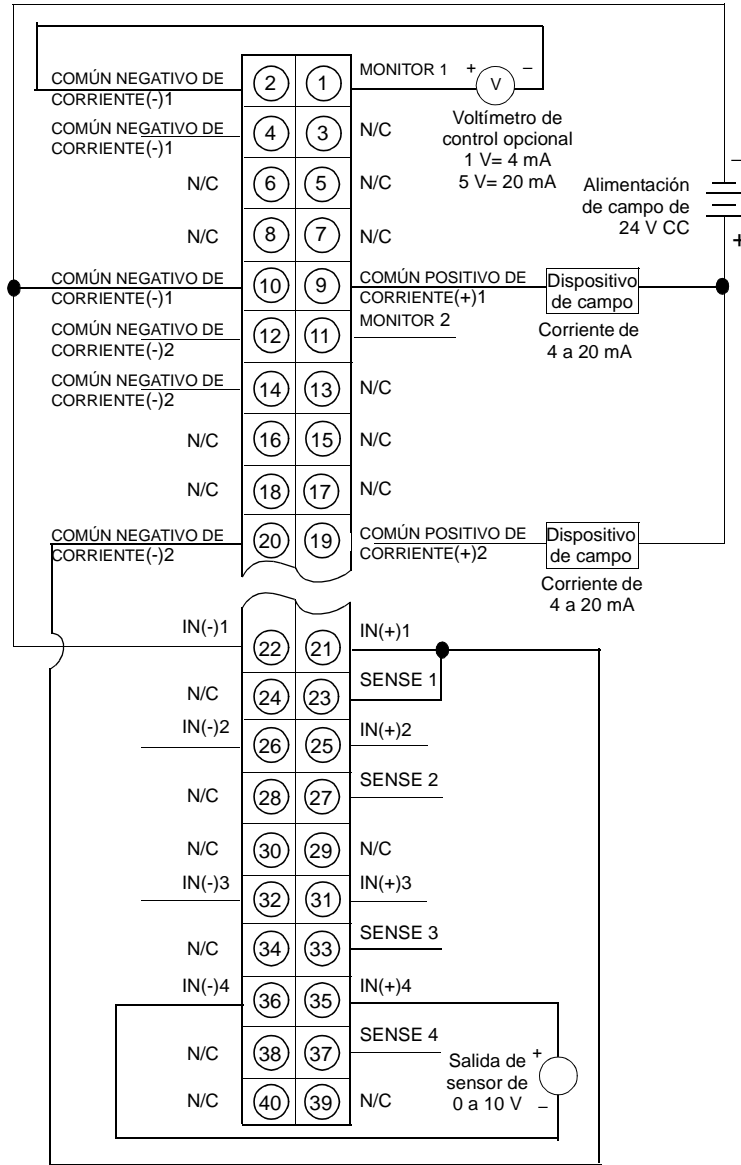 COMÚN NEGATIVO DE
CORRIENTE(-)1
2
1
MONITOR 1
+
V
–
Voltímetro de
control opcional
1 V= 4 mA
5 V= 20 mA
COMÚN NEGATIVO DE
CORRIENTE(-)1
4
3
N/C
N/C
6
5
N/C
Alimentación
de campo de
24 V CC
–
+
N/C
8
7
N/C
COMÚN NEGATIVO DE
CORRIENTE(-)1
10
9
COMÚN POSITIVO DE
CORRIENTE(+)1
Dispositivo
de campo
Corriente de
4 a 20 mA
COMÚN NEGATIVO DE
CORRIENTE(-)2
12
11
MONITOR 2
COMÚN NEGATIVO DE
CORRIENTE(-)2
14
13
N/C
N/C
16
15
N/C
N/C
18
17
N/C
COMÚN NEGATIVO DE
CORRIENTE(-)2
20
19
COMÚN POSITIVO DE
CORRIENTE(+)2
Dispositivo
de campo
Corriente de
4 a 20 mA
IN(-)1
22
21
IN(+)1
N/C
24
23
SENSE 1
IN(-)2
26
25
IN(+)2
N/C
28
27
SENSE 2
N/C
30
29
N/C
IN(-)3
32
31
IN(+)3
N/C
34
33
SENSE 3
IN(-)4
36
35
IN(+)4
N/C
38
37
SENSE 4
Salida de
sensor de
0 a 10 V
+
–
N/C
40
39
N/C